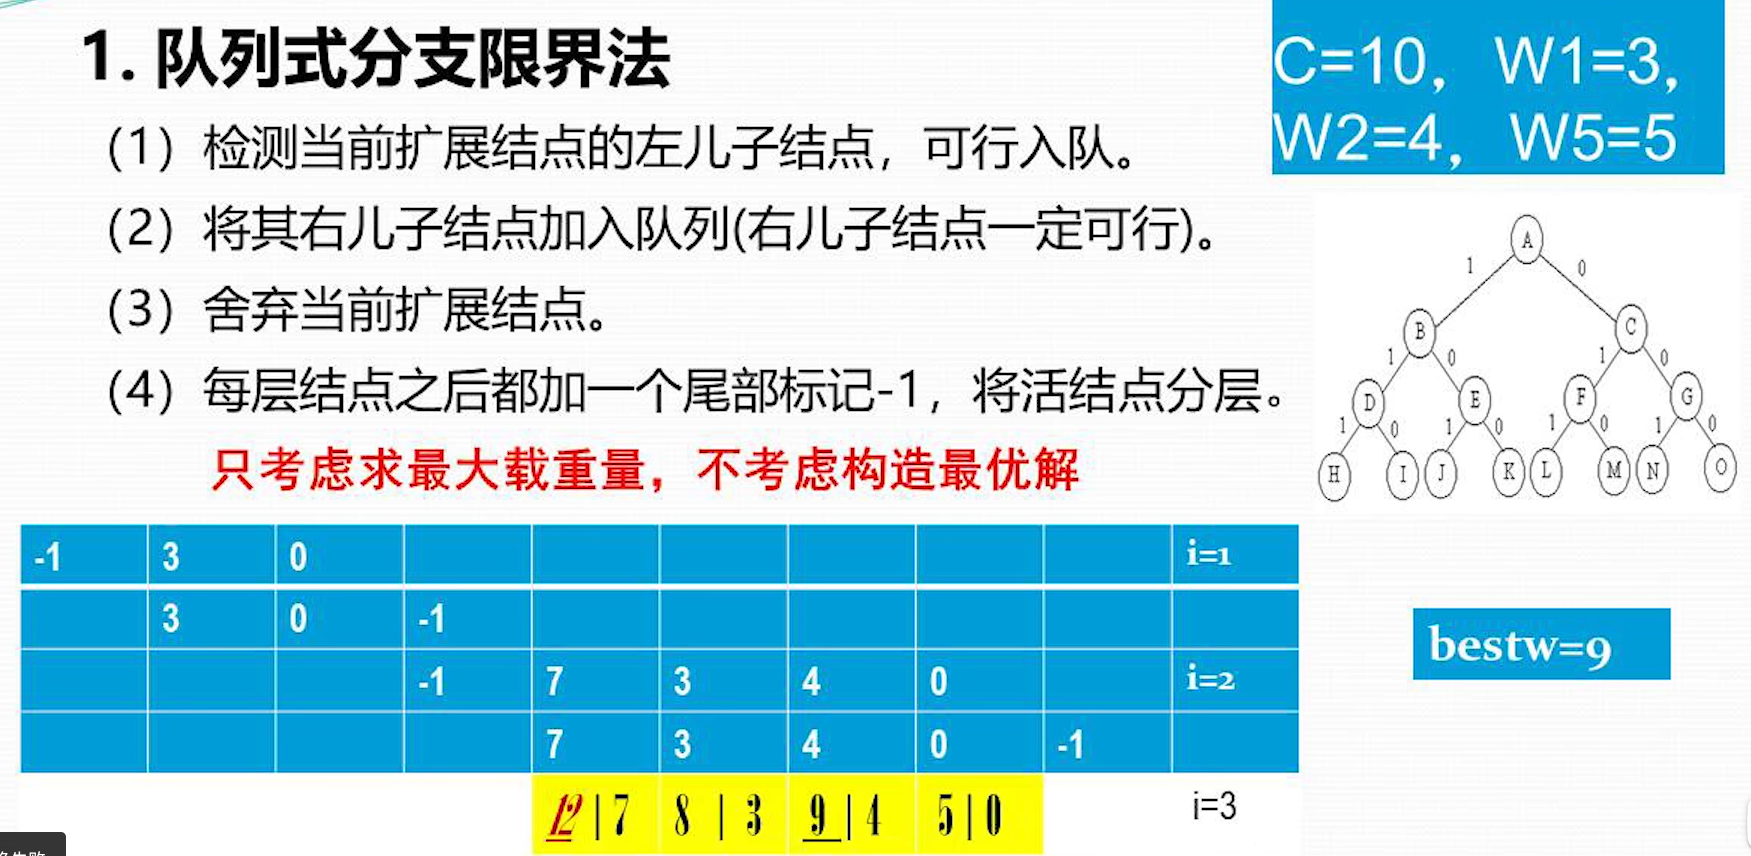 1. 队列式分支限界法
C=10，W1=3，
W2=4，W5=5
（1）检测当前扩展结点的左儿子结点，可行入队。
（2）将其右儿子结点加入队列(右儿子结点一定可行)。
（3）舍弃当前扩展结点。
（4）每层结点之后都加一个尾部标记-1，将活结点分层。
只考虑求最大载重量，不考虑构造最优解
A
1 0
B C
1 0 1 0
D E F G
1 0 1 0 1 0 1 0
H I J K L M N O
-1 3 0 i=1
3 0 -1
-1 7 3 4 0 i=2
7 3 4 0 -1
12|7 8|3 9|4 5|0 i=3
bestw=9